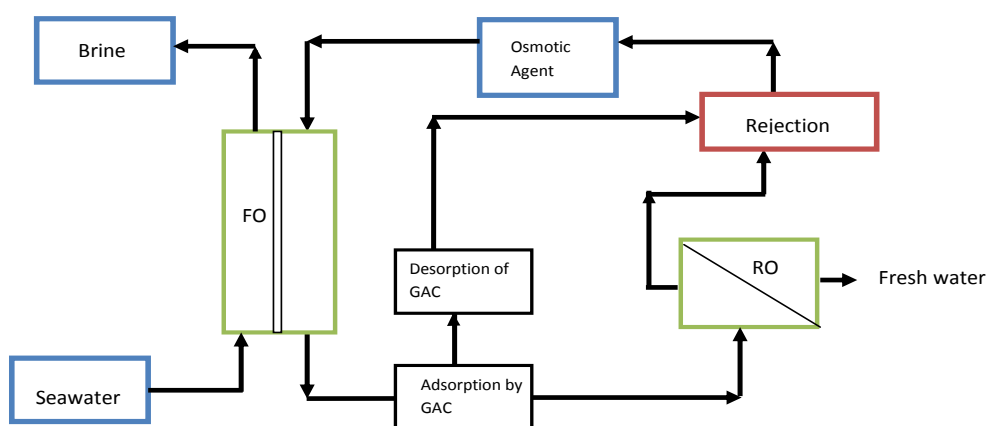 Brine
Osmotic
Agent
Rejection
FO
Desorption of
GAC
RO
Fresh water
Seawater
Adsorption by
GAC